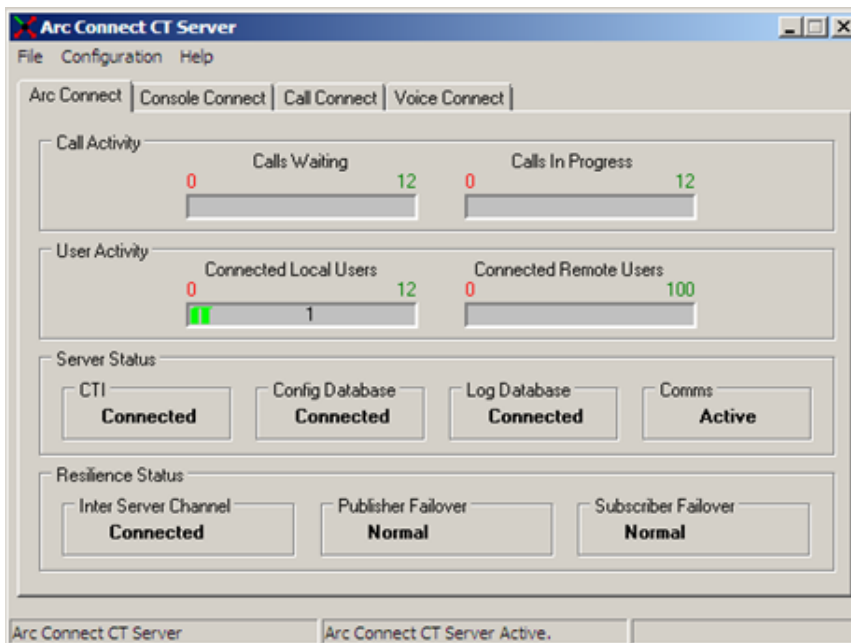 Arc Connect CT Server
File Configuration Help
Arc Connect Console Connect Call Connect Voice Connect
Call Activity
Calls Waiting Calls In Progress
0 12 0 12
User Activity
Connected Local Users Connected Remote Users
0 12 0 100
1
Server Status
CTI Config Database Log Database Comms
Connected Connected Connected Active
Resilience Status
Inter Server Channel Publisher Failover Subscriber Failover
Connected Normal Normal
Arc Connect CT Server Arc Connect CT Server Active.